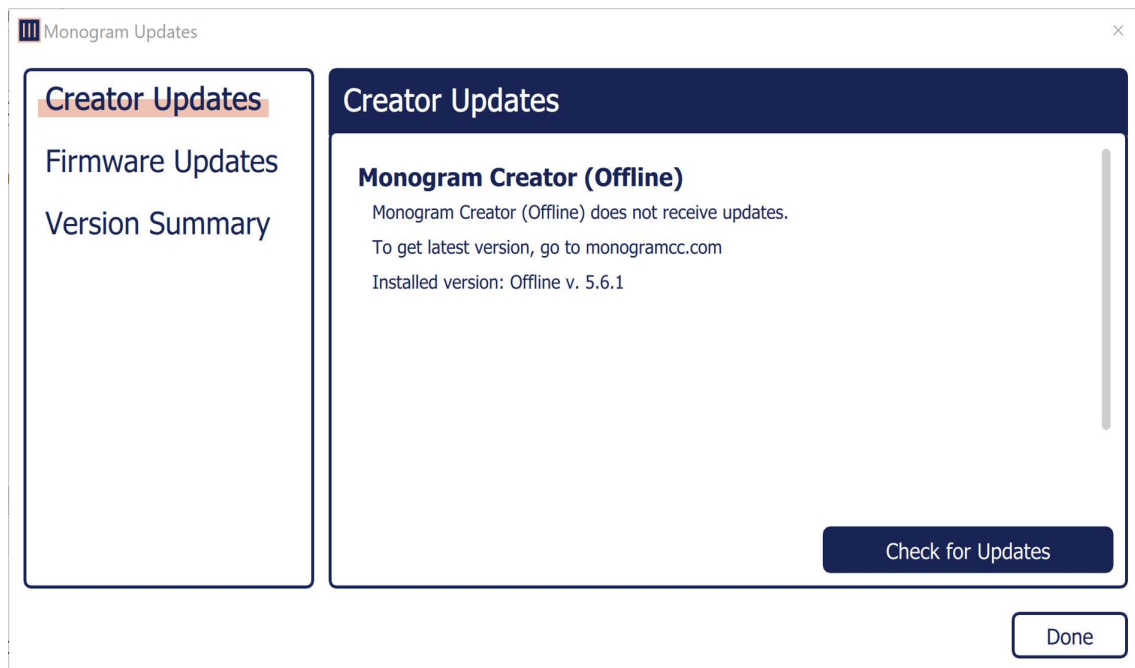 Monogram Updates
Creator Updates
Firmware Updates
Version Summary
Creator Updates
Monogram Creator (Offline)
Monogram Creator (Offline) does not receive updates.
To get latest version, go to monogramcc.com
Installed version: Offline v. 5.6.1
Check for Updates
Done